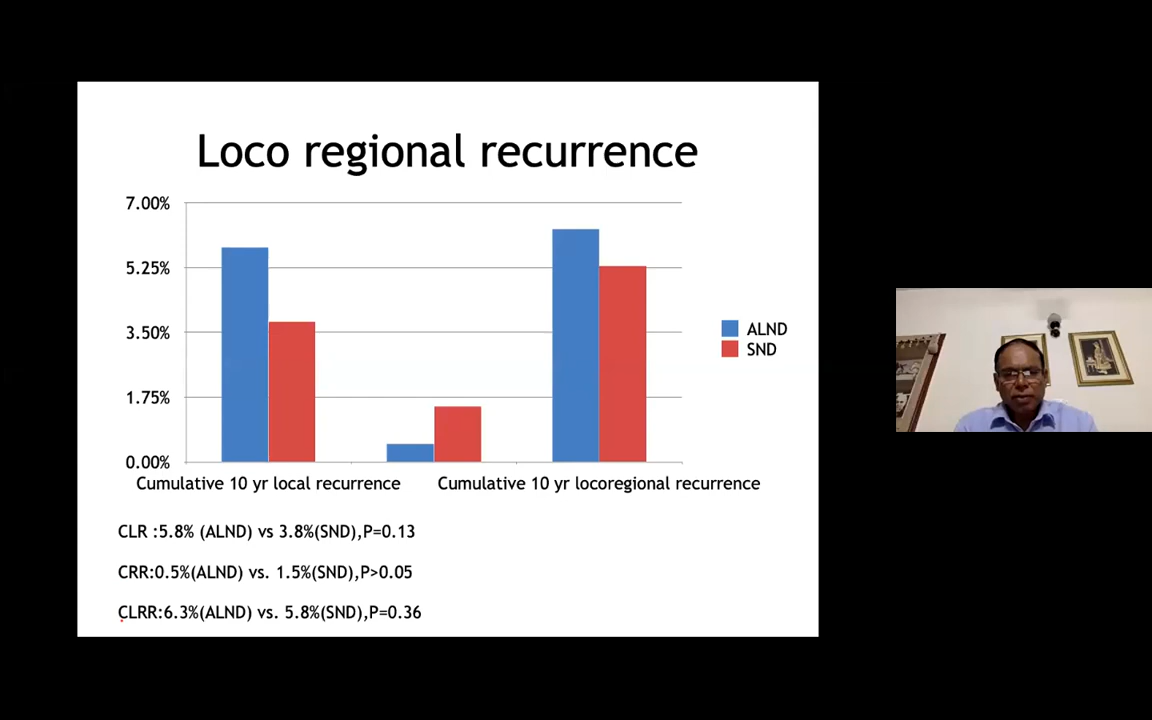 Loco regional recurrence
7.00%
5.25%
3.50%
1.75%
0.00%
ALND
SND
Cumulative 10 yr local recurrence
Cumulative 10 yr locoregional recurrence
CLR :5.8% (ALND) vs 3.8%(SND),P=0.13
CRR:0.5%(ALND) vs. 1.5%(SND),P>0.05
CLRR:6.3%(ALND) vs. 5.8%(SND),P=0.36